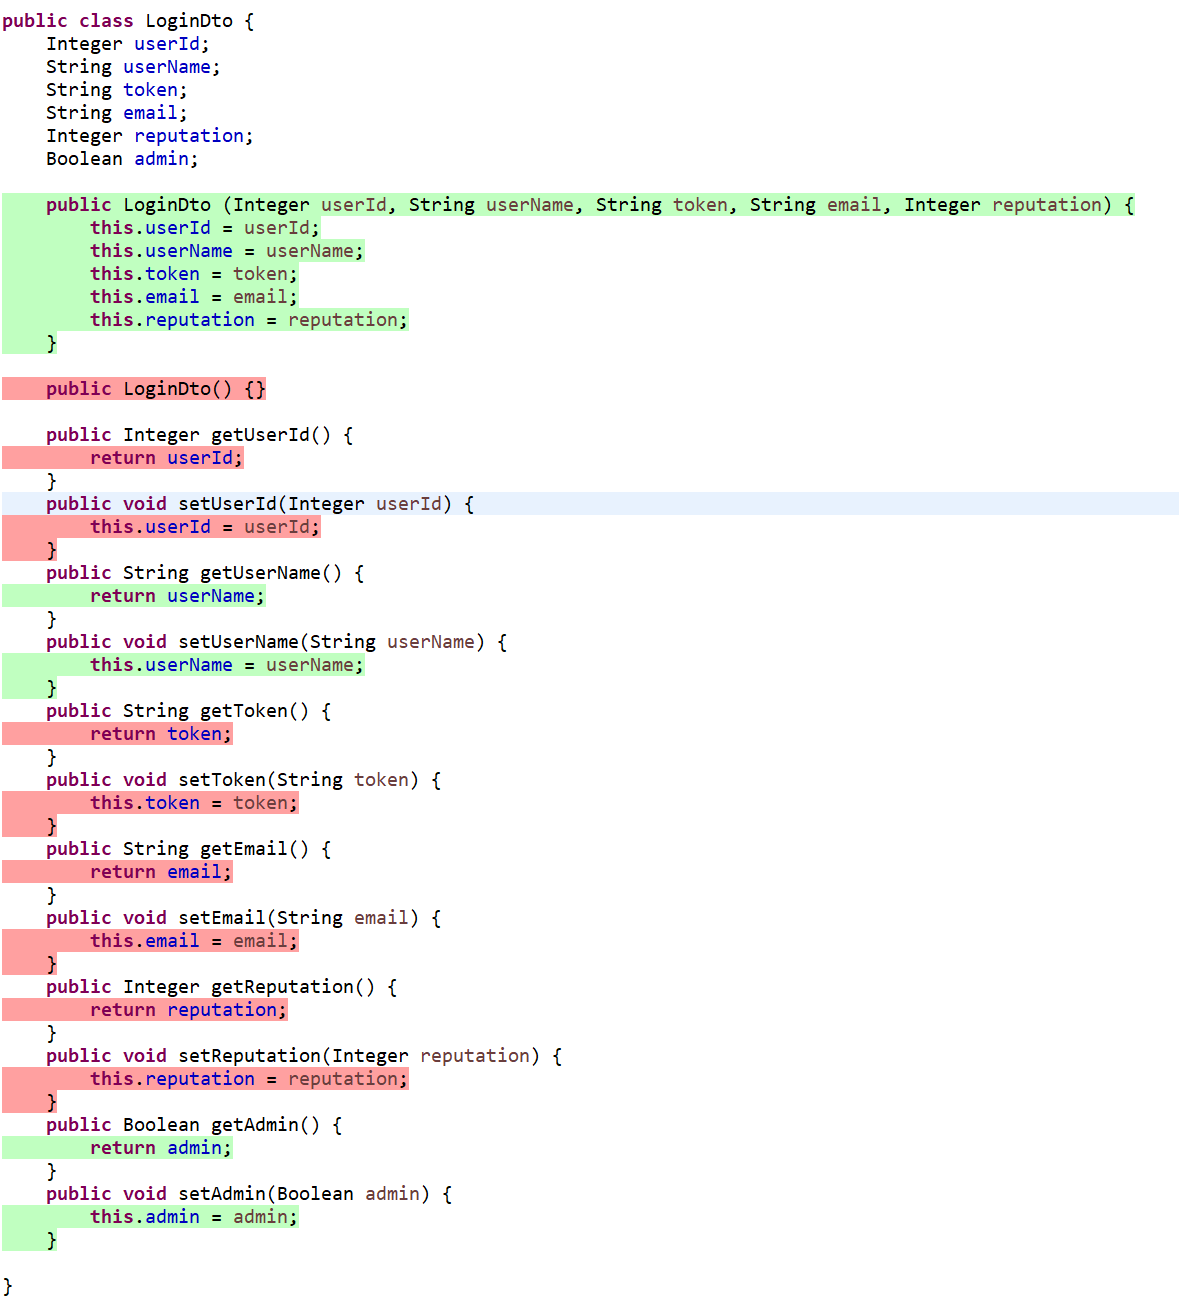 public class LoginDto {
    Integer userId;
    String userName;
    String token;
    String email;
    Integer reputation;
    Boolean admin;
    public LoginDto (Integer userId, String userName, String token, String email, Integer reputation) {
        this.userId = userId;
        this.userName = userName;
        this.token = token;
        this.email = email;
        this.reputation = reputation;
    }
    public LoginDto() {}
    public Integer getUserId() {
        return userId;
    }
    public void setUserId(Integer userId) {
        this.userId = userId;
    }
    public String getUserName() {
        return userName;
    }
    public void setUserName(String userName) {
        this.userName = userName;
    }
    public String getToken() {
        return token;
    }
    public void setToken(String token) {
        this.token = token;
    }
    public String getEmail() {
        return email;
    }
    public void setEmail(String email) {
        this.email = email;
    }
    public Integer getReputation() {
        return reputation;
    }
    public void setReputation(Integer reputation) {
        this.reputation = reputation;
    }
    public Boolean getAdmin() {
        return admin;
    }
    public void setAdmin(Boolean admin) {
        this.admin = admin;
    }
}